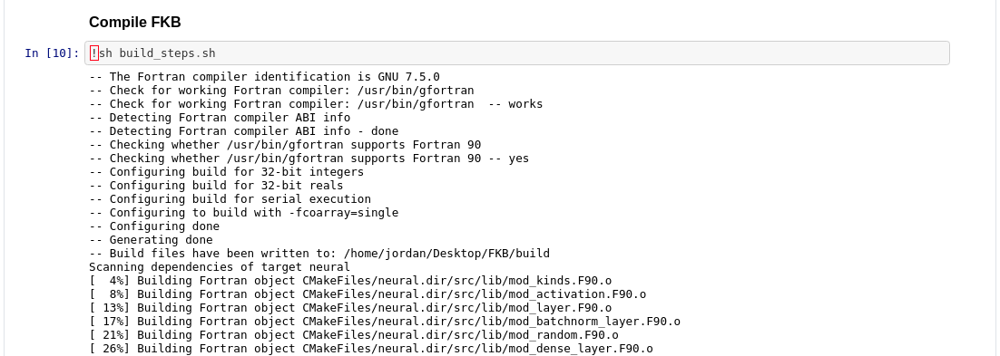 Compile FKB
In [10]: !sh build_steps.sh
-- The Fortran compiler identification is GNU 7.5.0
-- Check for working Fortran compiler: /usr/bin/gfortran
-- Check for working Fortran compiler: /usr/bin/gfortran  -- works
-- Detecting Fortran compiler ABI info
-- Detecting Fortran compiler ABI info - done
-- Checking whether /usr/bin/gfortran supports Fortran 90
-- Checking whether /usr/bin/gfortran supports Fortran 90 -- yes
-- Configuring build for 32-bit integers
-- Configuring build for 32-bit reals
-- Configuring build for serial execution
-- Configuring to build with -fcoarray=single
-- Configuring done
-- Generating done
-- Build files have been written to: /home/jordan/Desktop/FKB/build
Scanning dependencies of target neural
[  4%] Building Fortran object CMakeFiles/neural.dir/src/lib/mod_kinds.F90.o
[  8%] Building Fortran object CMakeFiles/neural.dir/src/lib/mod_activation.F90.o
[ 13%] Building Fortran object CMakeFiles/neural.dir/src/lib/mod_layer.F90.o
[ 17%] Building Fortran object CMakeFiles/neural.dir/src/lib/mod_batchnorm_layer.F90.o
[ 21%] Building Fortran object CMakeFiles/neural.dir/src/lib/mod_random.F90.o
[ 26%] Building Fortran object CMakeFiles/neural.dir/src/lib/mod_dense_layer.F90.o